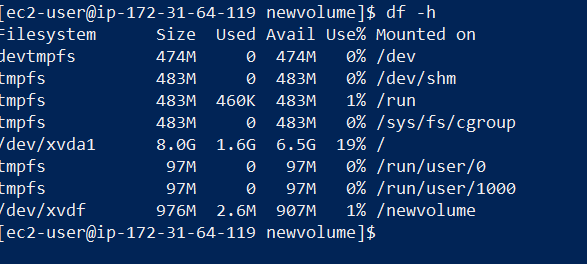 [ec2-user@ip-172-31-64-119 newvolume]$ df -h
Filesystem Size Used Avail Use% Mounted on
devtmpfs 474M 0 474M 0% /dev
tmpfs 483M 0 483M 0% /dev/shm
tmpfs 483M 460K 483M 1% /run
tmpfs 483M 0 483M 0% /sys/fs/cgroup
/dev/xvda1 8.0G 1.6G 6.5G 19% /
tmpfs 97M 0 97M 0% /run/user/0
tmpfs 97M 0 97M 0% /run/user/1000
/dev/xvdf 976M 2.6M 907M 1% /newvolume
[ec2-user@ip-172-31-64-119 newvolume]$